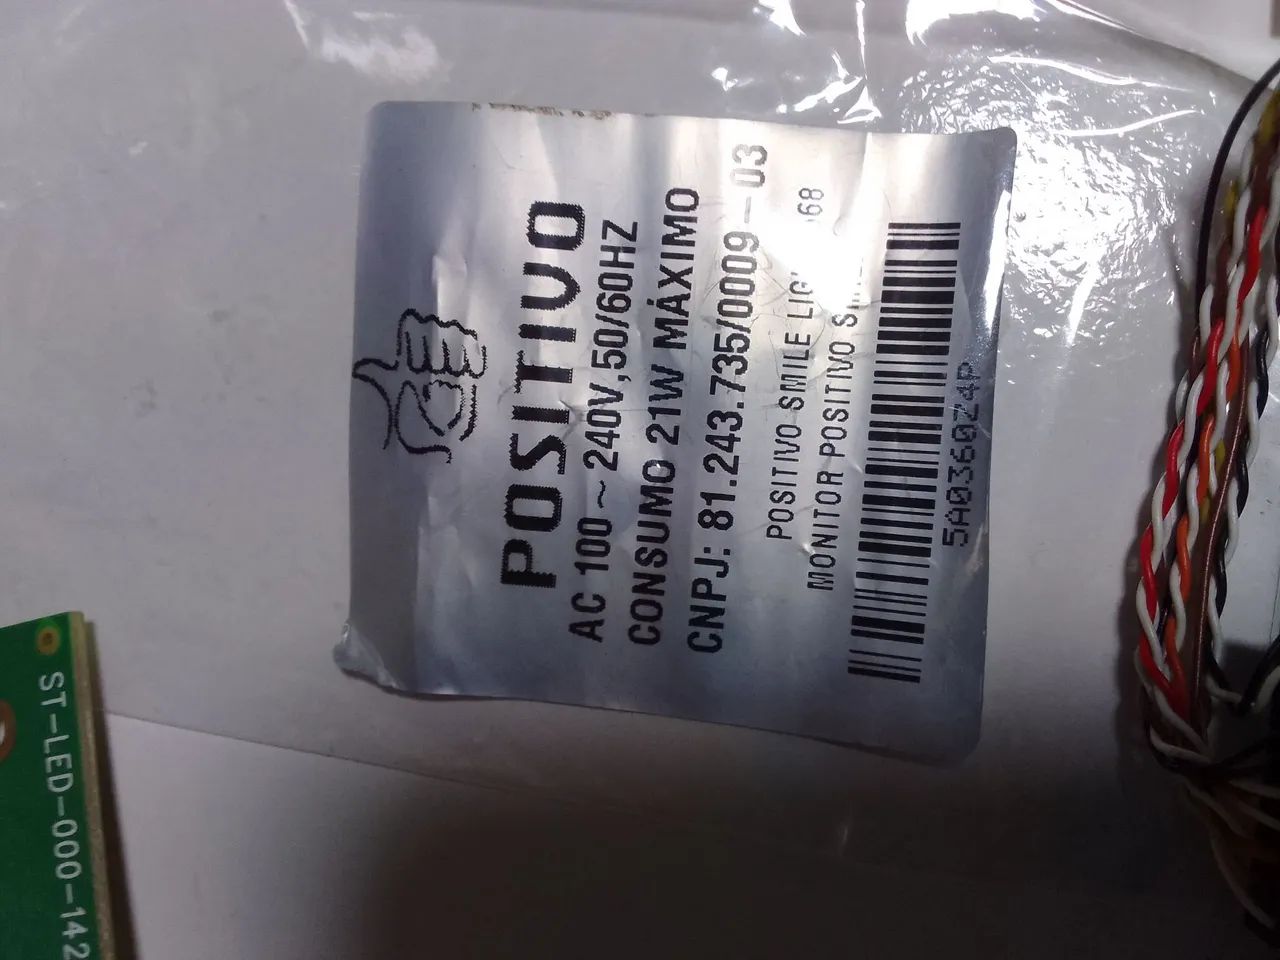 POSITIVO
AC 100~240V,50/60HZ
CONSUMO 21W MÁXIMO
CNPJ: 81.243.735/0009-03
POSITIVO SMILE
MONITOR POSITIVO
5A0360Z4P
ST-LED-000-142